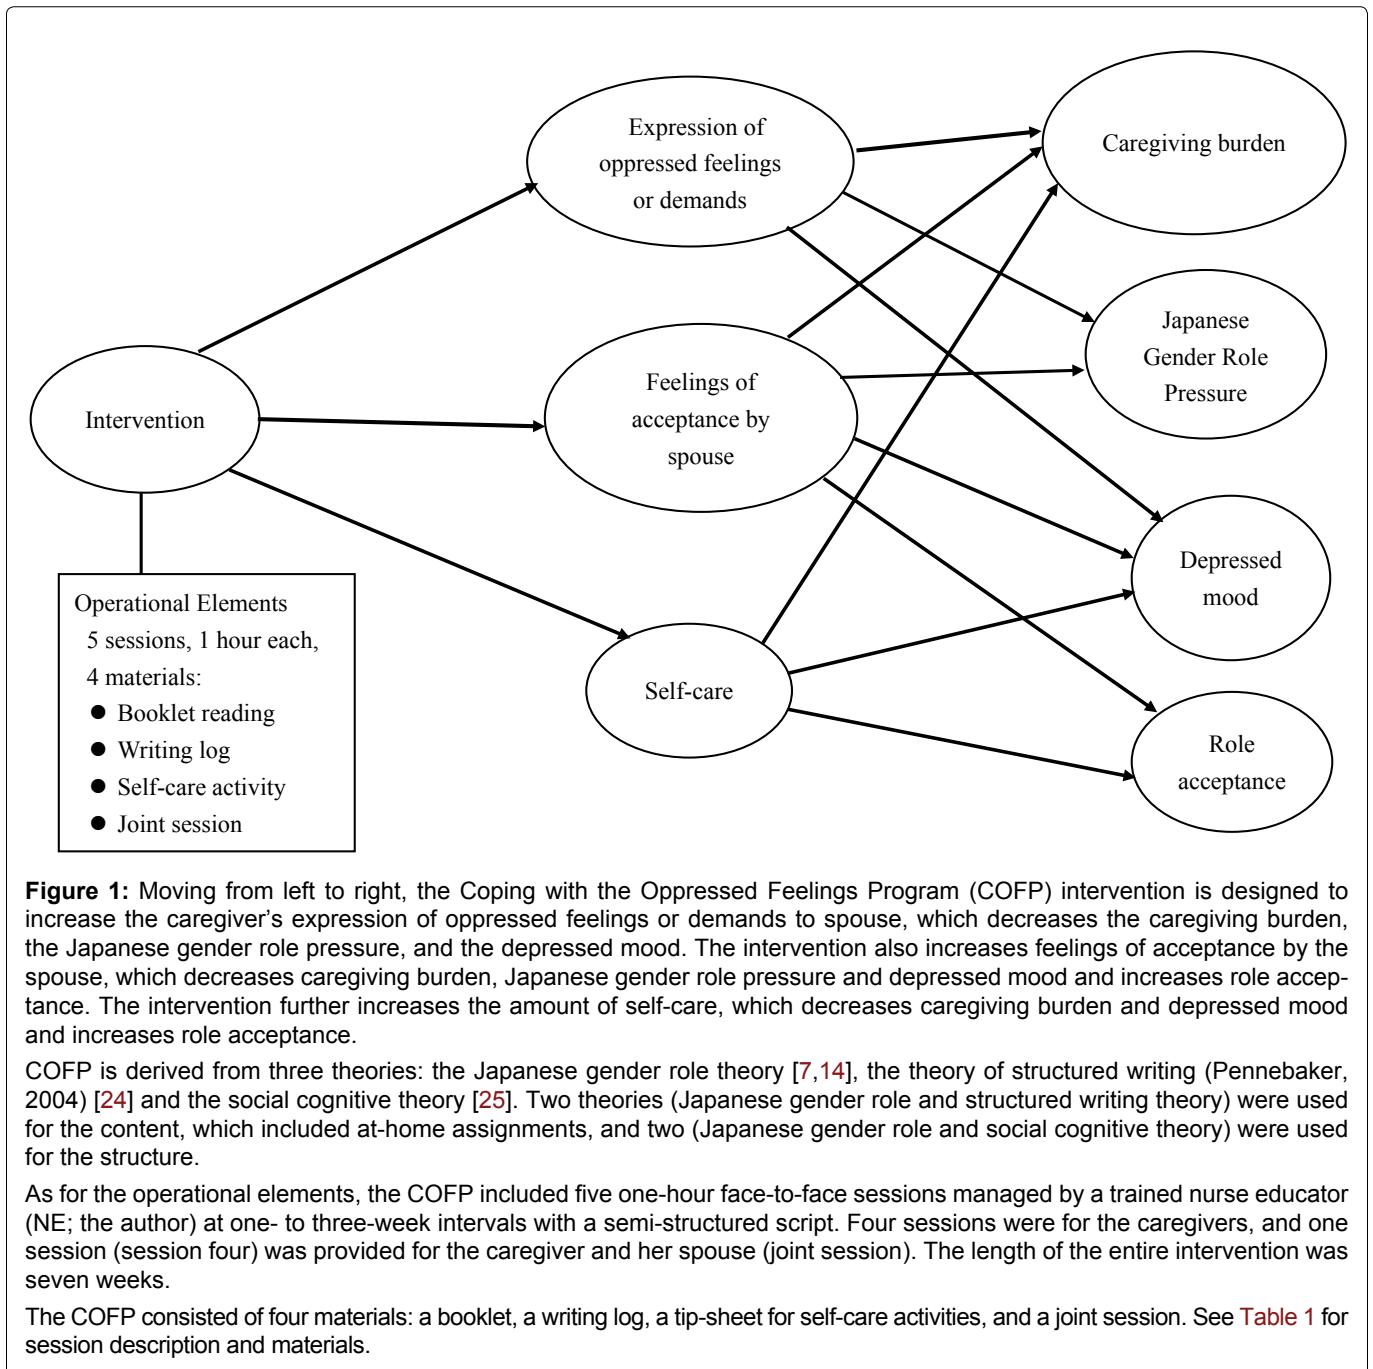 Expression of
oppressed feelings
or demands
Caregiving burden
Japanese
Gender Role
Pressure
Intervention
Feelings of
acceptance by
spouse
Depressed
mood
Self-care
Role
acceptance
Operational Elements
5 sessions, 1 hour each,
4 materials:
● Booklet reading
● Writing log
● Self-care activity
● Joint session
Figure 1: Moving from left to right, the Coping with the Oppressed Feelings Program (COFP) intervention is designed to
increase the caregiver's expression of oppressed feelings or demands to spouse, which decreases the caregiving burden,
the Japanese gender role pressure, and the depressed mood. The intervention also increases feelings of acceptance by the
spouse, which decreases caregiving burden, Japanese gender role pressure and depressed mood and increases role accep-
tance. The intervention further increases the amount of self-care, which decreases caregiving burden and depressed mood
and increases role acceptance.
COFP is derived from three theories: the Japanese gender role theory [7,14], the theory of structured writing (Pennebaker,
2004) [24] and the social cognitive theory [25]. Two theories (Japanese gender role and structured writing theory) were used
for the content, which included at-home assignments, and two (Japanese gender role and social cognitive theory) were used
for the structure.
As for the operational elements, the COFP included five one-hour face-to-face sessions managed by a trained nurse educator
(NE; the author) at one- to three-week intervals with a semi-structured script. Four sessions were for the caregivers, and one
session (session four) was provided for the caregiver and her spouse (joint session). The length of the entire intervention was
seven weeks.
The COFP consisted of four materials: a booklet, a writing log, a tip-sheet for self-care activities, and a joint session. See Table 1 for
session description and materials.